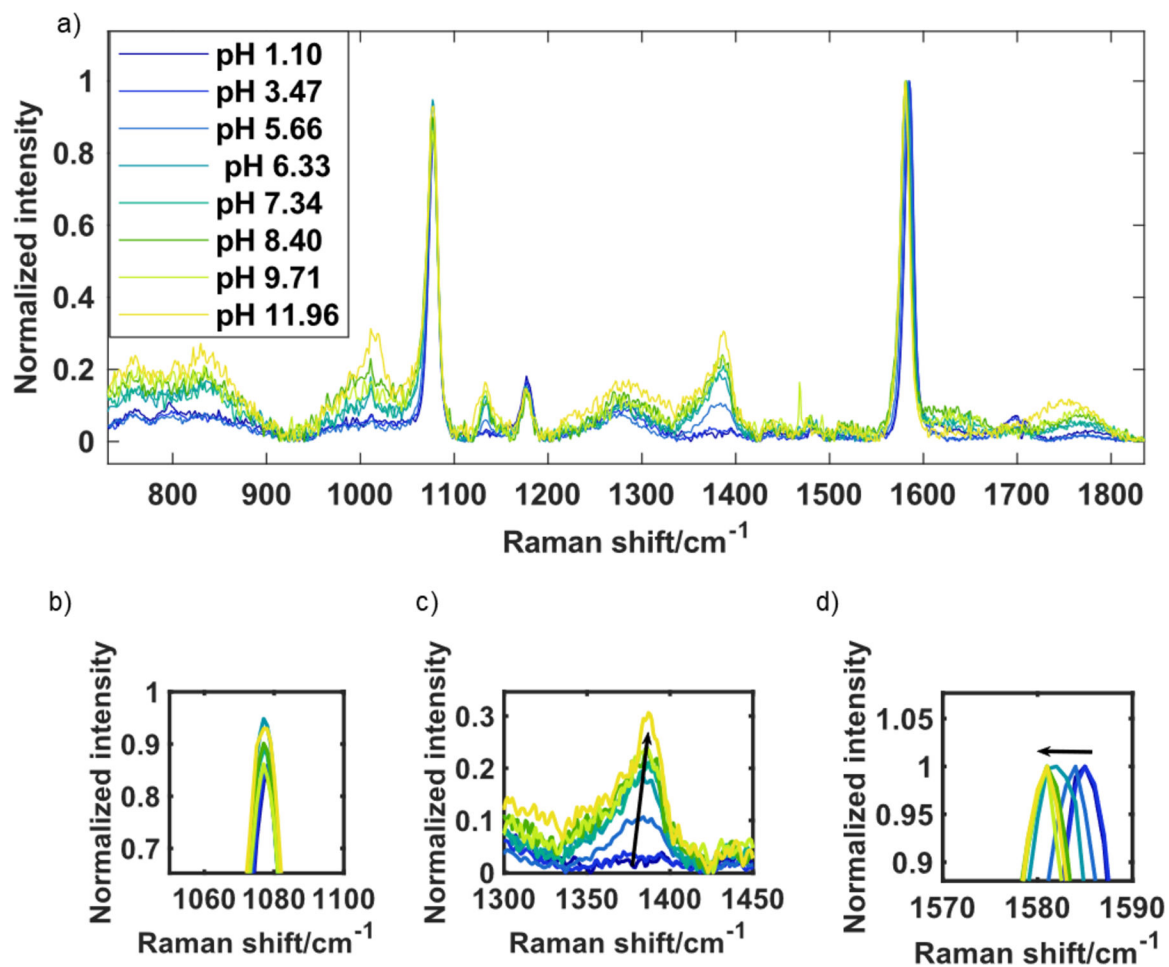 a)
pH 1.10
pH 3.47
pH 5.66
pH 6.33
pH 7.34
pH 8.40
pH 9.71
pH 11.96
Normalized intensity
1
0.8
0.6
0.4
0.2
0
800 900 1000 1100 1200 1300 1400 1500 1600 1700 1800
Raman shift/cm-1
b)
Normalized intensity
1
0.9
0.8
0.7
1060 1080 1100
Raman shift/cm-1
c)
Normalized intensity
0.3
0.2
0.1
0
1300 1350 1400 1450
Raman shift/cm-1
d)
Normalized intensity
1.05
1
0.95
0.9
1570 1580 1590
Raman shift/cm-1